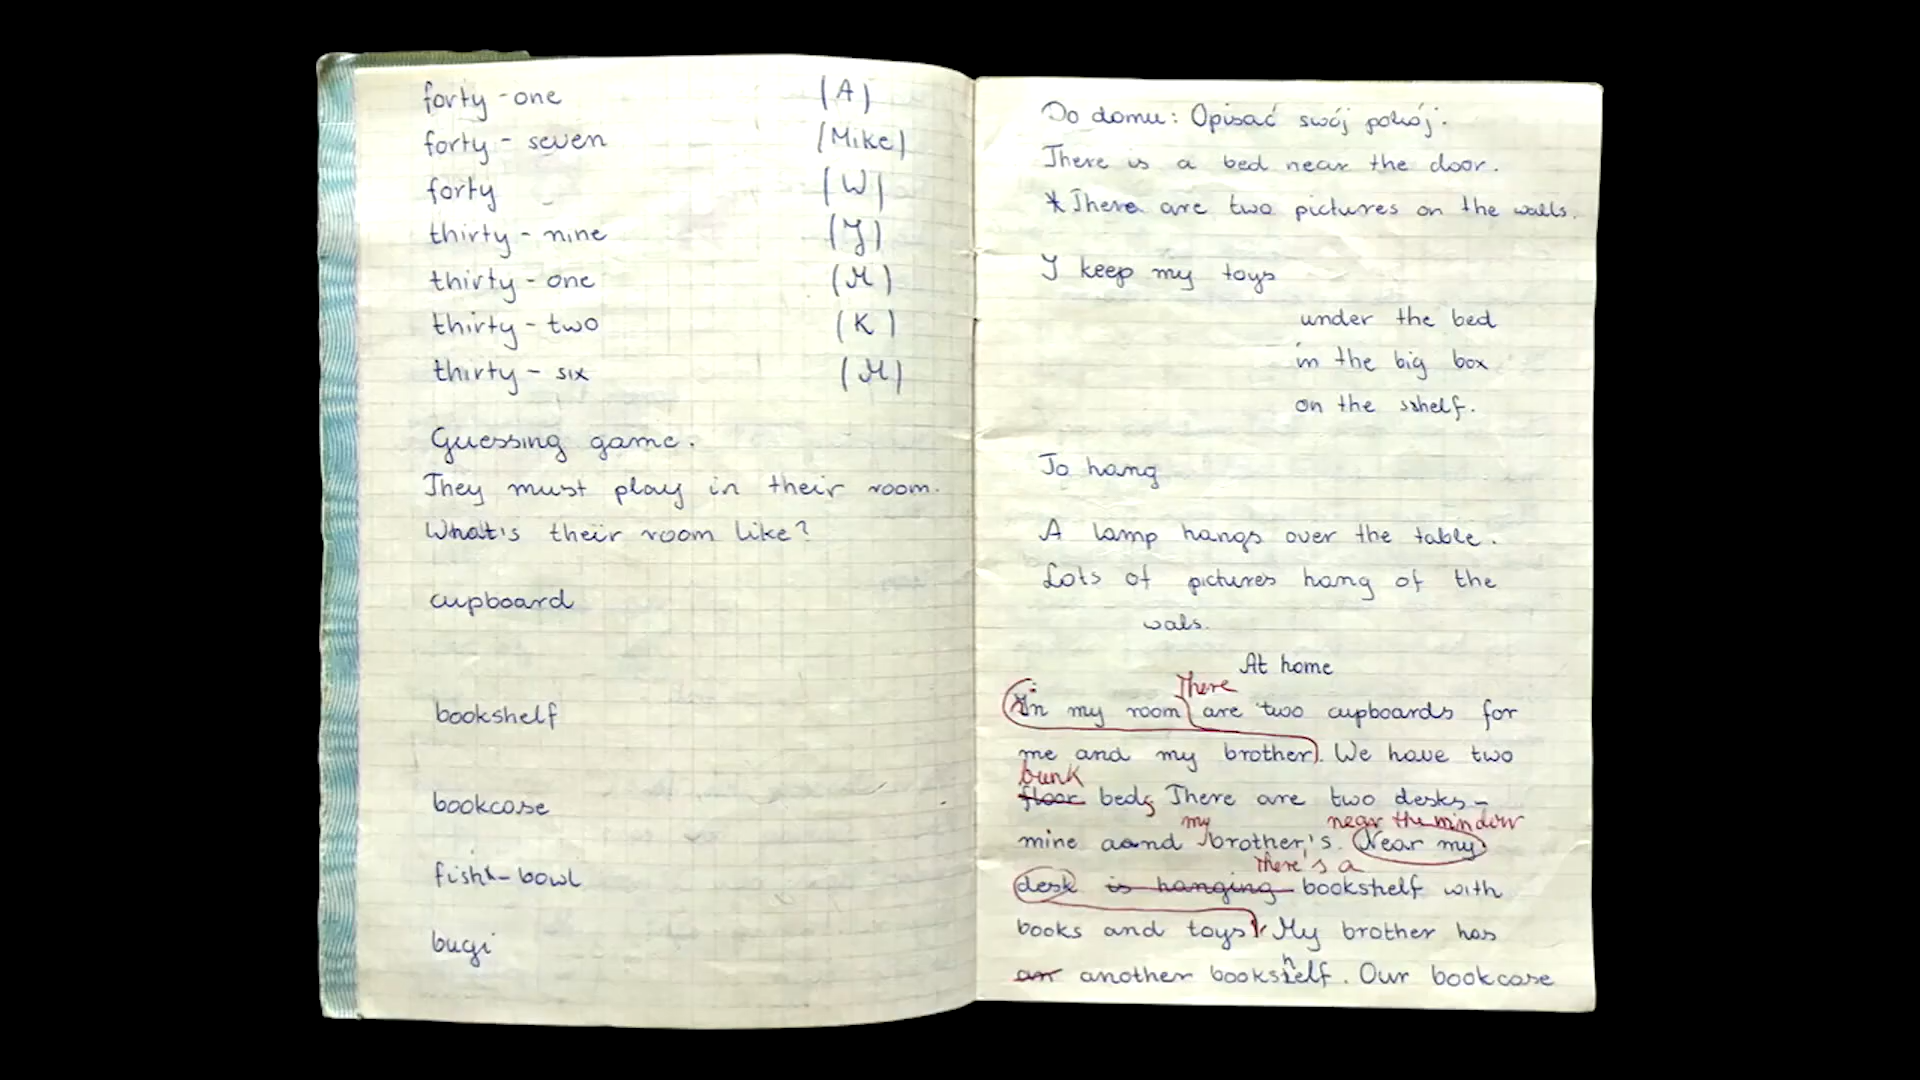 forty-one (A)
forty-seven (Mike)
forty (W)
thirty-nine (J)
thirty-one (M)
thirty-two (K)
thirty-six (M)
Guessing game.
They must play in their room.
What's their room like?
cupboard
bookshelf
bookcase
fish-bowl
bugi
Do domu: Opisać swój pokój.
There is a bed near the door.
*There are two pictures on the walls.
I keep my toys
under the bed
in the big box
on the sshelf.
To hang
A lamp hangs over the table.
Lots of pictures hang of the
wals.
At home
There
In my room are two cupboards for
me and my brother. We have two
bunk
floor beds There are two desks-
my near the window
mine aand brother's. Near my
there's a
desk is hanging bookshelf with
books and toys. My brother has
an another bookshelf. Our bookcase